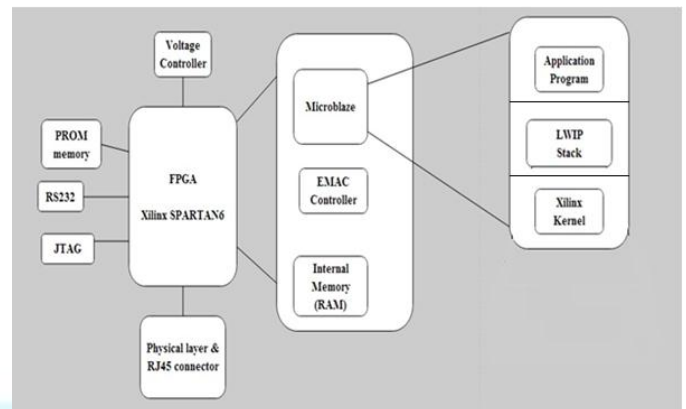 Voltage
Controller
PROM
memory
RS232
JTAG
FPGA
Xilinx SPARTAN6
Physical layer &
RJ45 connector
Microblaze
EMAC
Controller
Internal
Memory
(RAM)
Application
Program
LWIP
Stack
Xilinx
Kernel